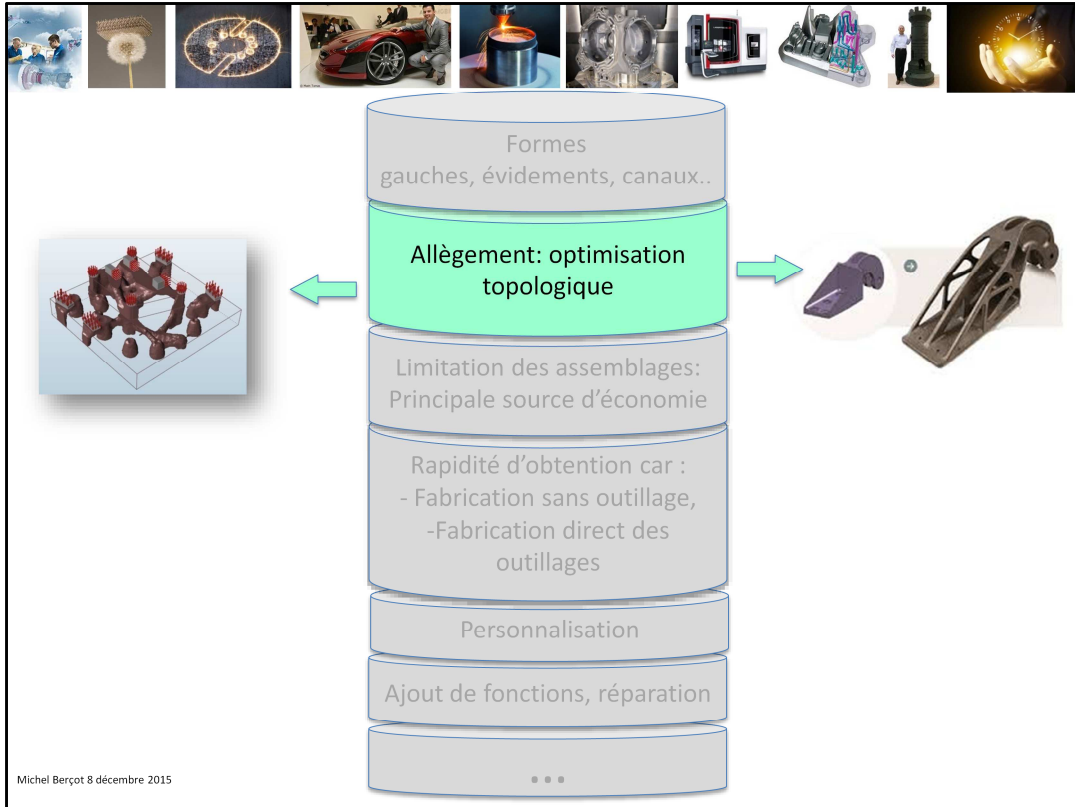 Formes
gauches, évidements, canaux..
Allègement: optimisation
topologique
Limitation des assemblages:
Principale source d’économie
Rapidité d’obtention car :
- Fabrication sans outillage,
-Fabrication direct des
outillages
Personnalisation
Ajout de fonctions, réparation
...
Michel Berçot 8 décembre 2015